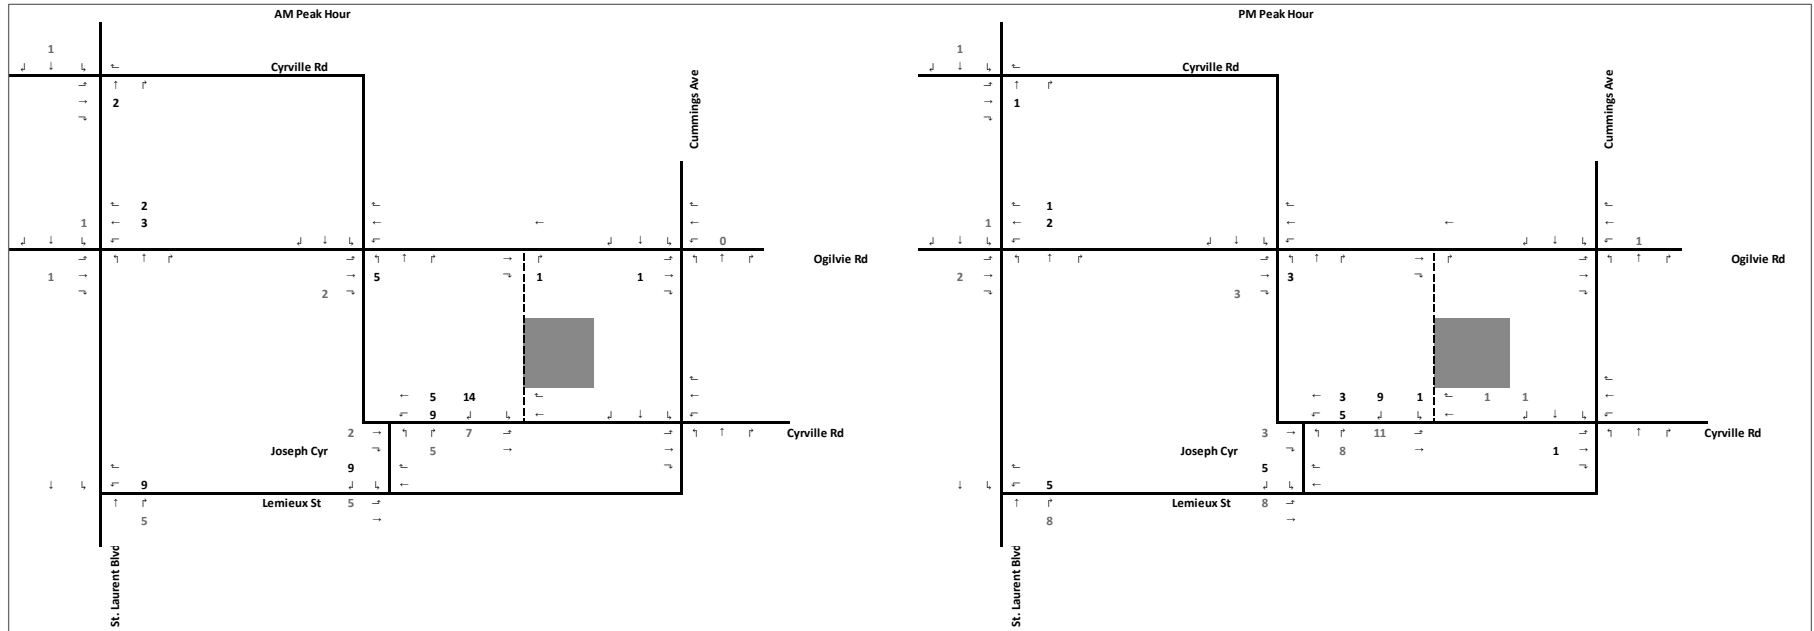 AM Peak Hour
PM Peak Hour
1
1
Cyrville Rd
Cyrville Rd
2
1
Cummings Ave
Cummings Ave
2
1
1 3
1 2
0
1
Ogilvie Rd
Ogilvie Rd
1 5 1 1
2 3
2
3
5 14
3 9 1 1 1
9
5
2 7
3 11
Cyrville Rd
Cyrville Rd
Joseph Cyr 5
Joseph Cyr 8 1
9
5
9
5
Lemieux St 5
Lemieux St 8
5
8
St. Laurent Blvd
St. Laurent Blvd